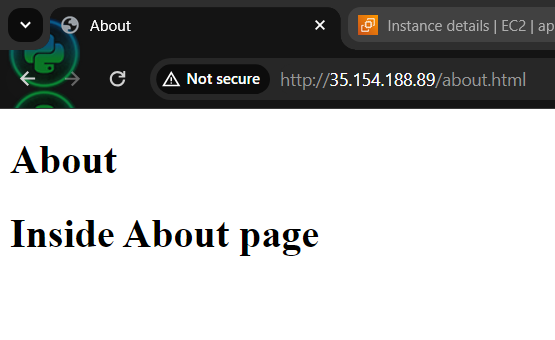 About
Instance details | EC2 | ap
Not secure
http://35.154.188.89/about.html
About
Inside About page